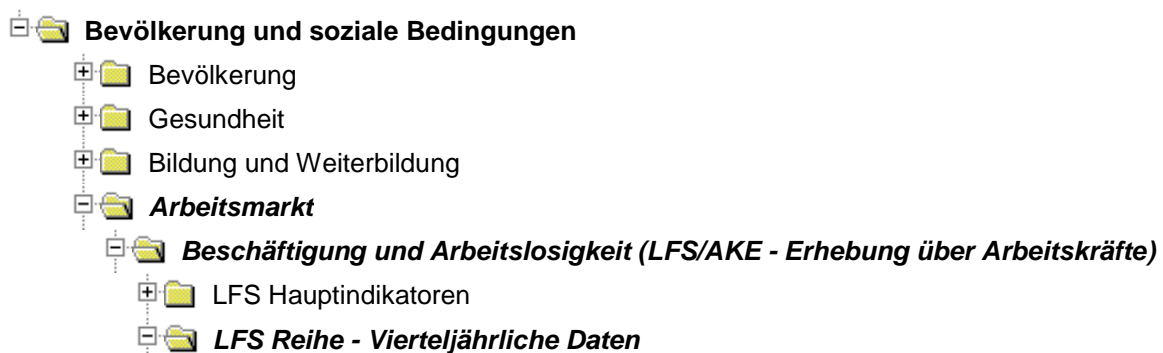 Bevölkerung und soziale Bedingungen
Bevölkerung
Gesundheit
Bildung und Weiterbildung
Arbeitsmarkt
Beschäftigung und Arbeitslosigkeit (LFS/AKE - Erhebung über Arbeitskräfte)
LFS Hauptindikatoren
LFS Reihe - Vierteljährliche Daten